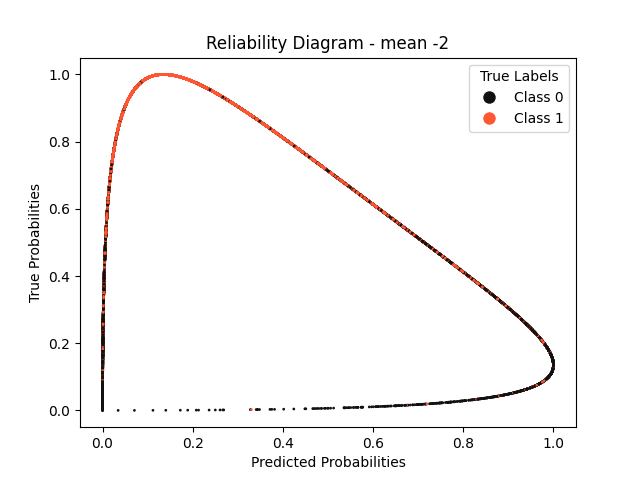 Reliability Diagram - mean -2
True Labels
Class 0
Class 1
1.0
0.8
0.6
0.4
0.2
0.0
True Probabilities
0.0 0.2 0.4 0.6 0.8 1.0
Predicted Probabilities